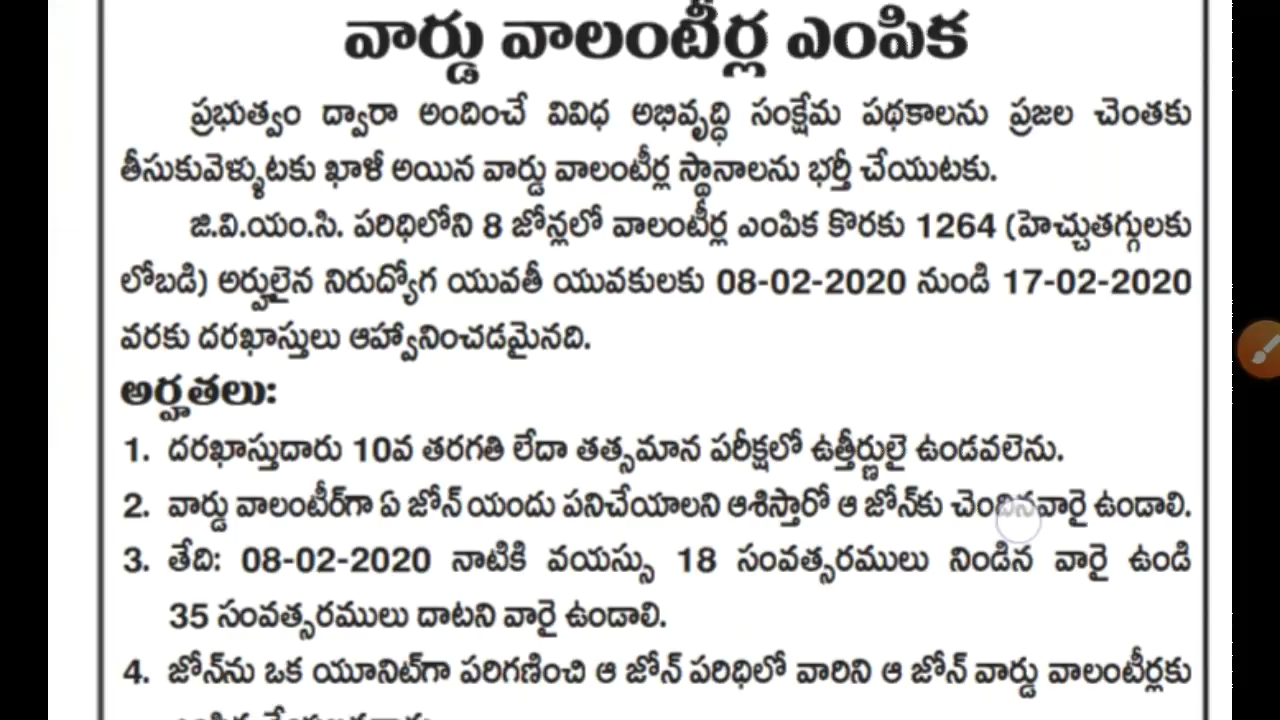 వార్డు వాలంటీర్ల ఎంపిక
ప్రభుత్వం ద్వారా అందించే వివిధ అభివృద్ధి సంక్షేమ పథకాలను ప్రజల చెంతకు
తీసుకువెళ్ళుటకు ఖాళీ అయిన వార్డు వాలంటీర్ల స్థానాలను భర్తీ చేయుటకు.
జి.వి.యం.సి. పరిధిలోని 8 జోన్లలో వాలంటీర్ల ఎంపిక కొరకు 1264 (హెచ్చుతగ్గులకు
లోబడి) అర్హులైన నిరుద్యోగ యువతీ యువకులకు 08-02-2020 నుండి 17-02-2020
వరకు దరఖాస్తులు ఆహ్వానించడమైనది.
అర్హతలు:
1. దరఖాస్తుదారు 10వ తరగతి లేదా తత్సమాన పరీక్షలో ఉత్తీర్ణులై ఉండవలెను.
2. వార్డు వాలంటీర్‌గా ఏ జోన్ యందు పనిచేయాలని ఆశిస్తారో ఆ జోన్‌కు చెందినవారై ఉండాలి.
3. తేది: 08-02-2020 నాటికి వయస్సు 18 సంవత్సరములు నిండిన వారై ఉండి
35 సంవత్సరములు దాటని వారై ఉండాలి.
4. జోన్‌ను ఒక యూనిట్‌గా పరిగణించి ఆ జోన్ పరిధిలో వారిని ఆ జోన్ వార్డు వాలంటీర్లకు